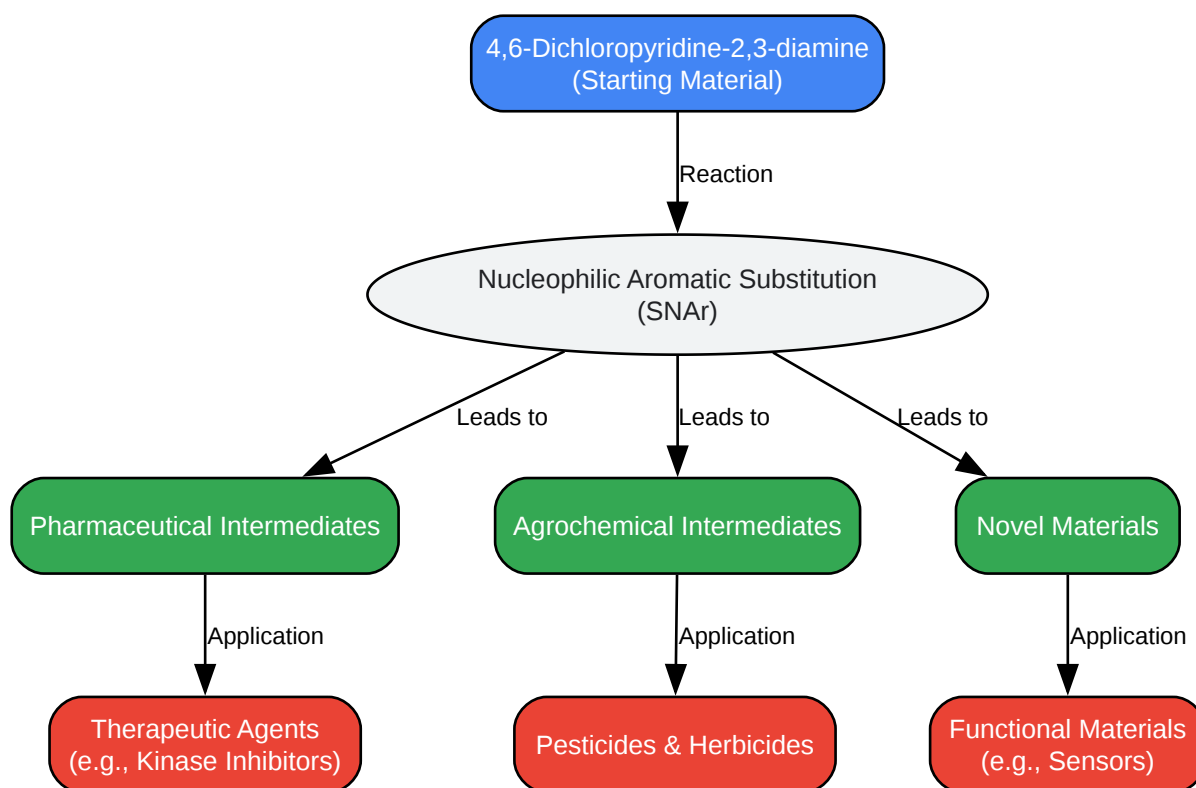 4,6-Dichloropyridine-2,3-diamine
(Starting Material)
Reaction
Nucleophilic Aromatic Substitution
(SNAr)
Leads to
Leads to
Leads to
Pharmaceutical Intermediates
Agrochemical Intermediates
Novel Materials
Application
Application
Application
Therapeutic Agents
(e.g., Kinase Inhibitors)
Pesticides & Herbicides
Functional Materials
(e.g., Sensors)